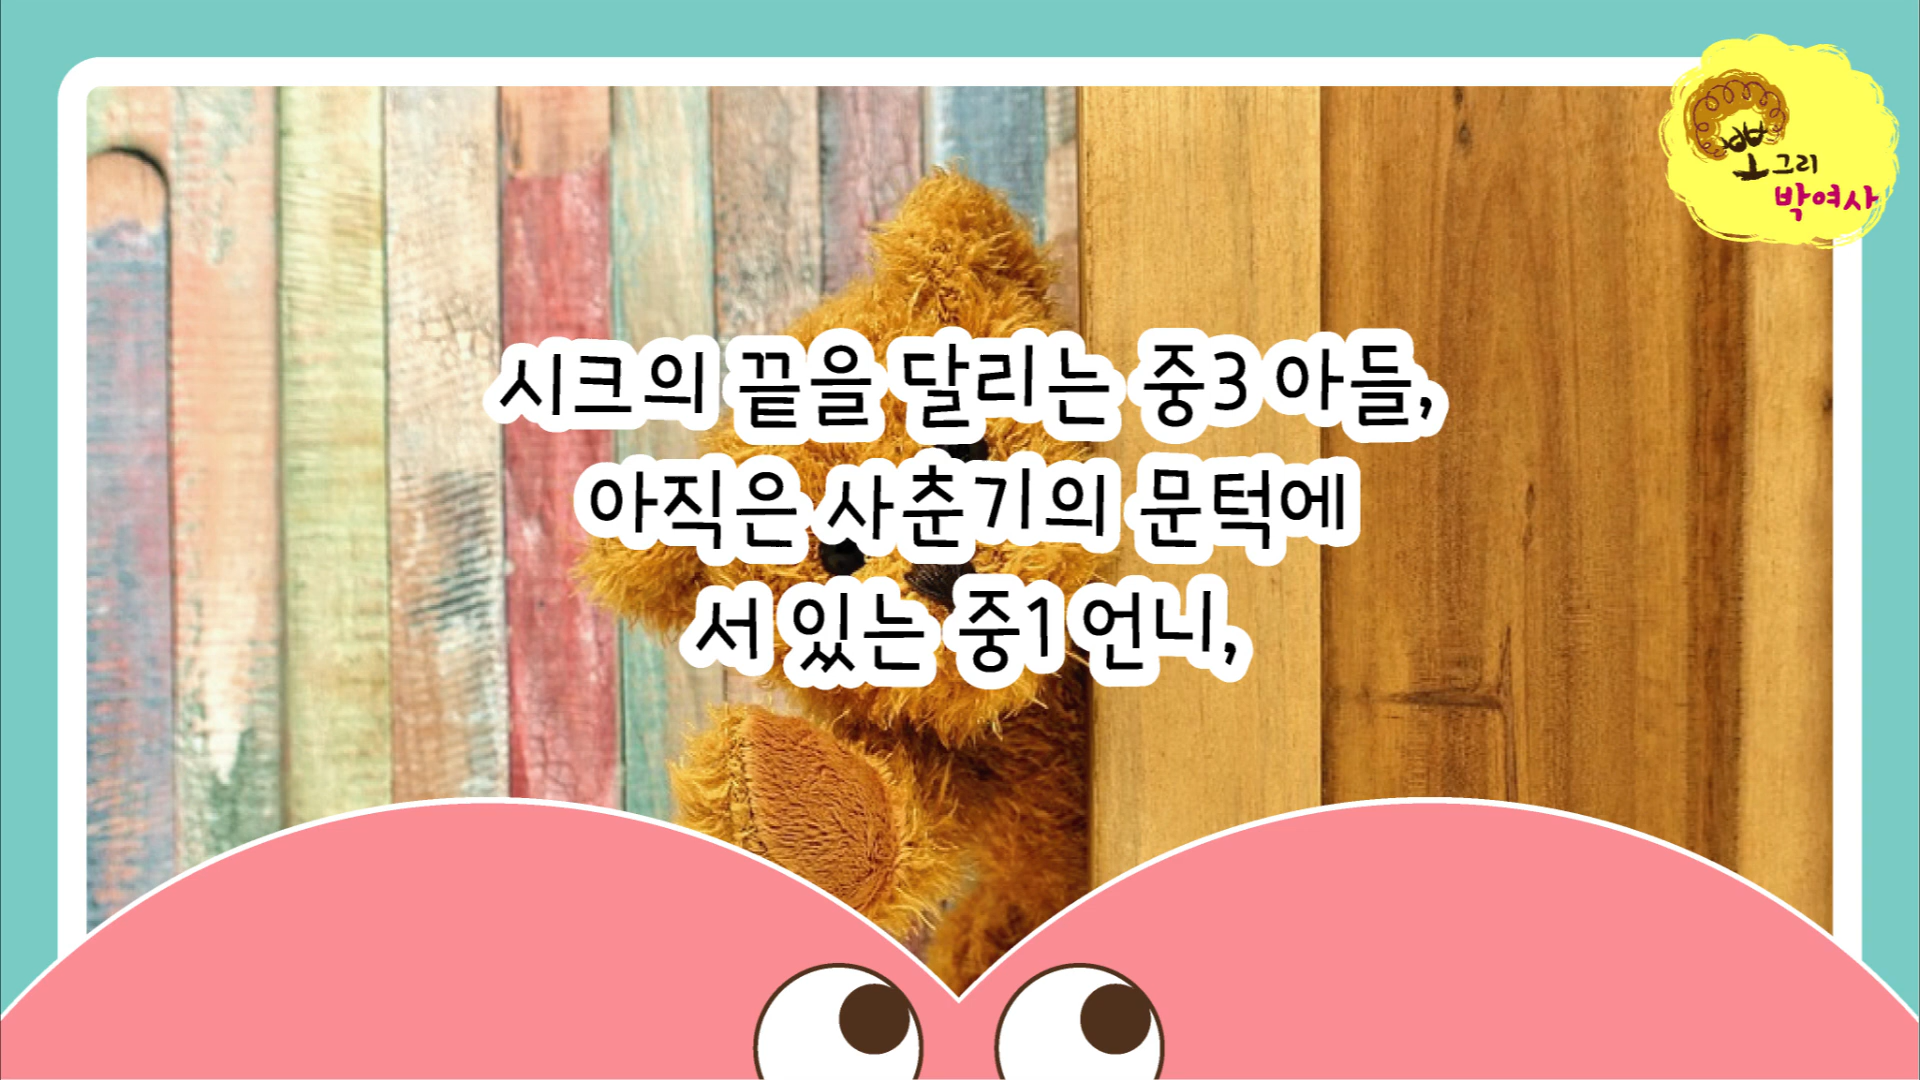 뽀그리
박여사
시크의 끝을 달리는 중3 아들,
아직은 사춘기의 문턱에
서 있는 중1 언니,